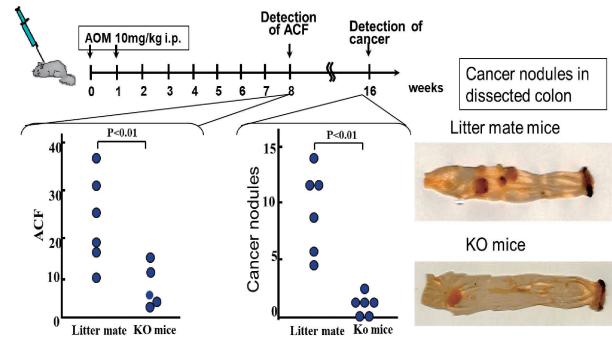 AOM 10mg/kg i.p.
Detection
of ACF
Detection of
cancer
0 1 2 3 4 5 6 7 8 16 weeks
Cancer nodules in
dissected colon
P<0.01
40
30
20
10
0
ACF
Litter mate KO mice
P<0.01
15
10
5
0
Cancer nodules
Litter mate Ko mice
Litter mate mice
KO mice